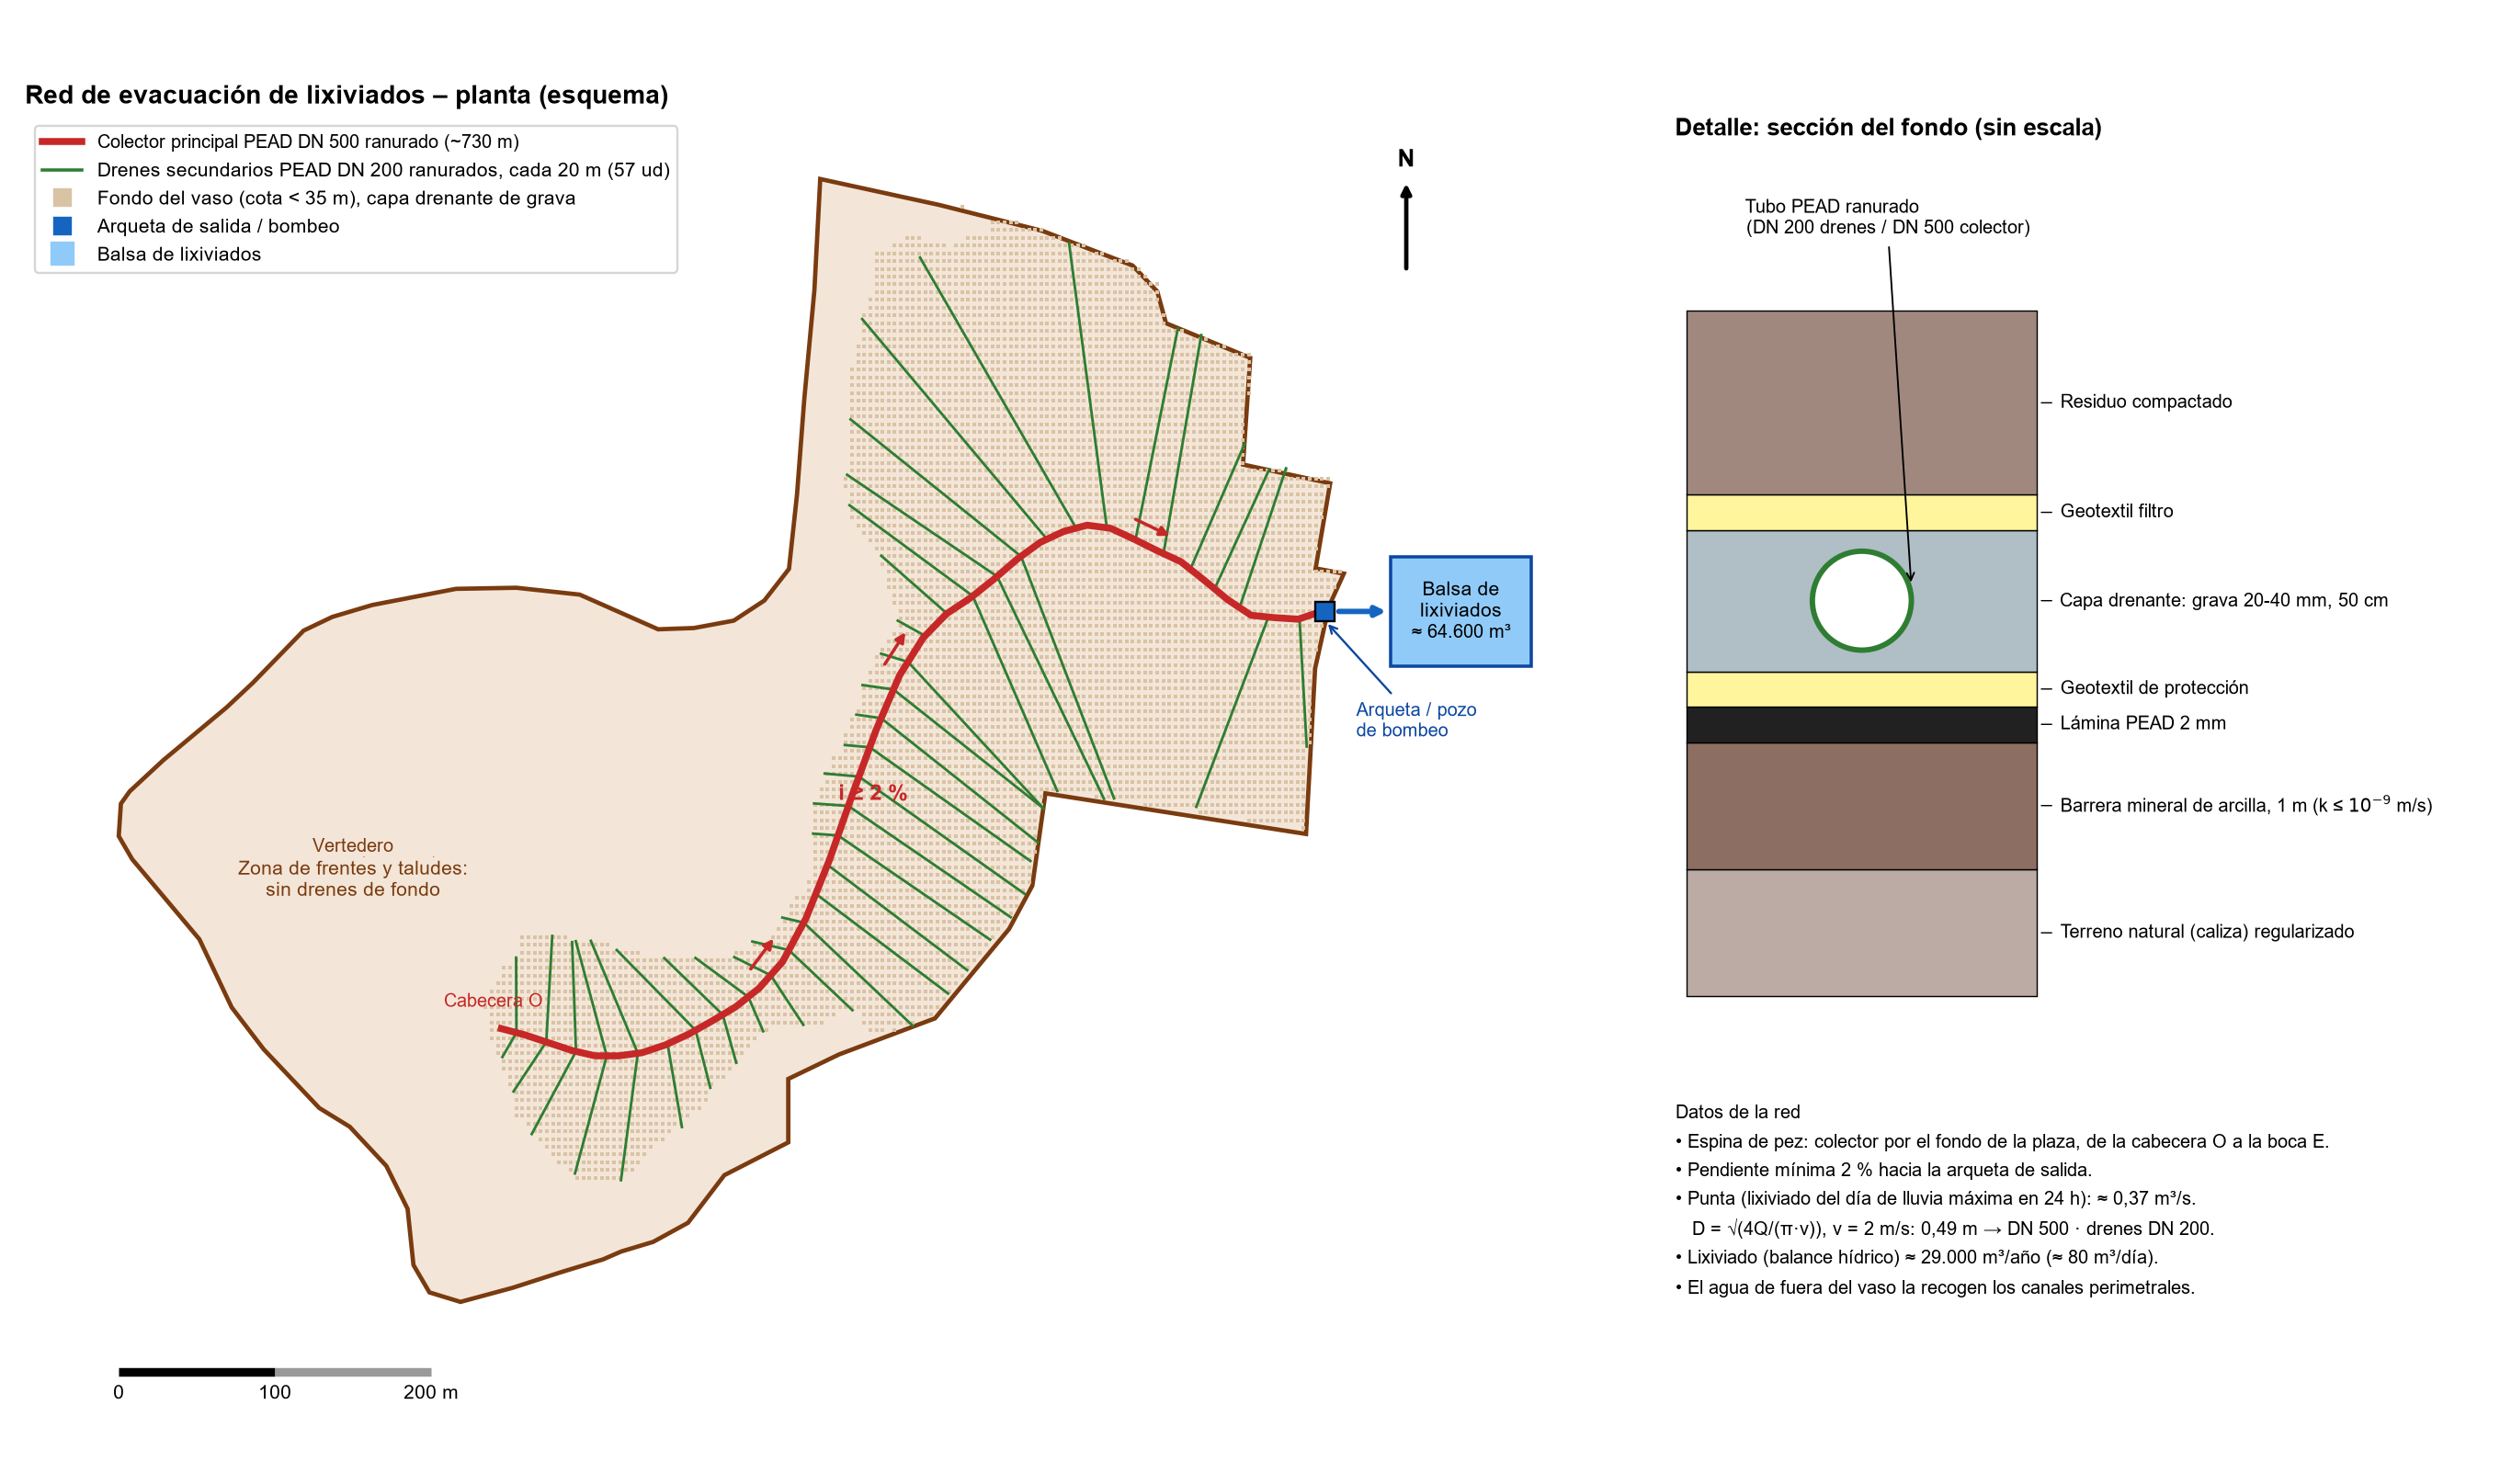 Red de evacuación de lixiviados – planta (esquema)
Colector principal PEAD DN 500 ranurado (~730 m)
Drenes secundarios PEAD DN 200 ranurados, cada 20 m (57 ud)
Fondo del vaso (cota < 35 m), capa drenante de grava
Arqueta de salida / bombeo
Balsa de lixiviados
N
Balsa de
lixiviados
≈ 64.600 m³
Arqueta / pozo
de bombeo
i ≥ 2 %
Vertedero
Zona de frentes y taludes:
sin drenes de fondo
Cabecera O
0
100
200 m
Detalle: sección del fondo (sin escala)
Tubo PEAD ranurado
(DN 200 drenes / DN 500 colector)
Residuo compactado
Geotextil filtro
Capa drenante: grava 20-40 mm, 50 cm
Geotextil de protección
Lámina PEAD 2 mm
Barrera mineral de arcilla, 1 m (k ≤ 10⁻⁹ m/s)
Terreno natural (caliza) regularizado
Datos de la red
• Espina de pez: colector por el fondo de la plaza, de la cabecera O a la boca E.
• Pendiente mínima 2 % hacia la arqueta de salida.
• Punta (lixiviado del día de lluvia máxima en 24 h): ≈ 0,37 m³/s.
D = √(4Q/(π·v)), v = 2 m/s: 0,49 m → DN 500 · drenes DN 200.
• Lixiviado (balance hídrico) ≈ 29.000 m³/año (≈ 80 m³/día).
• El agua de fuera del vaso la recogen los canales perimetrales.